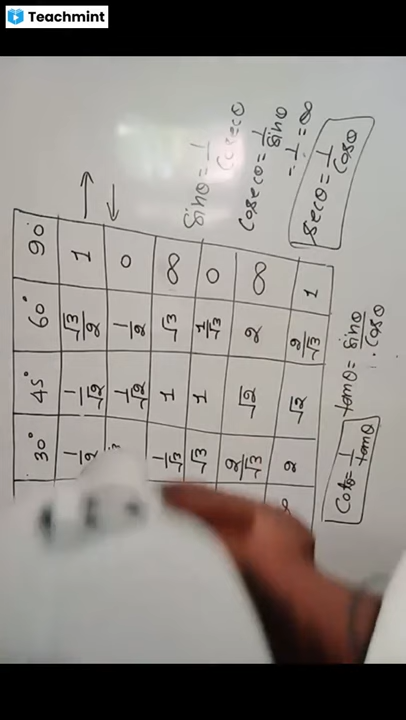 Teachmint
30° 45° 60° 90°
1/2 1/√2 √3/2 1 →
1/√2 1/2 0 ←
1/√3 1 √3 ∞
√3 1 1/√3 0
2/√3 √2 2 ∞
∞ 2 √2 2/√3 1
sinθ = 1/cosecθ
cosecθ = 1/sinθ
= ∞
secθ = 1/cosθ
cotθ = 1/tanθ
tanθ = sinθ/cosθ